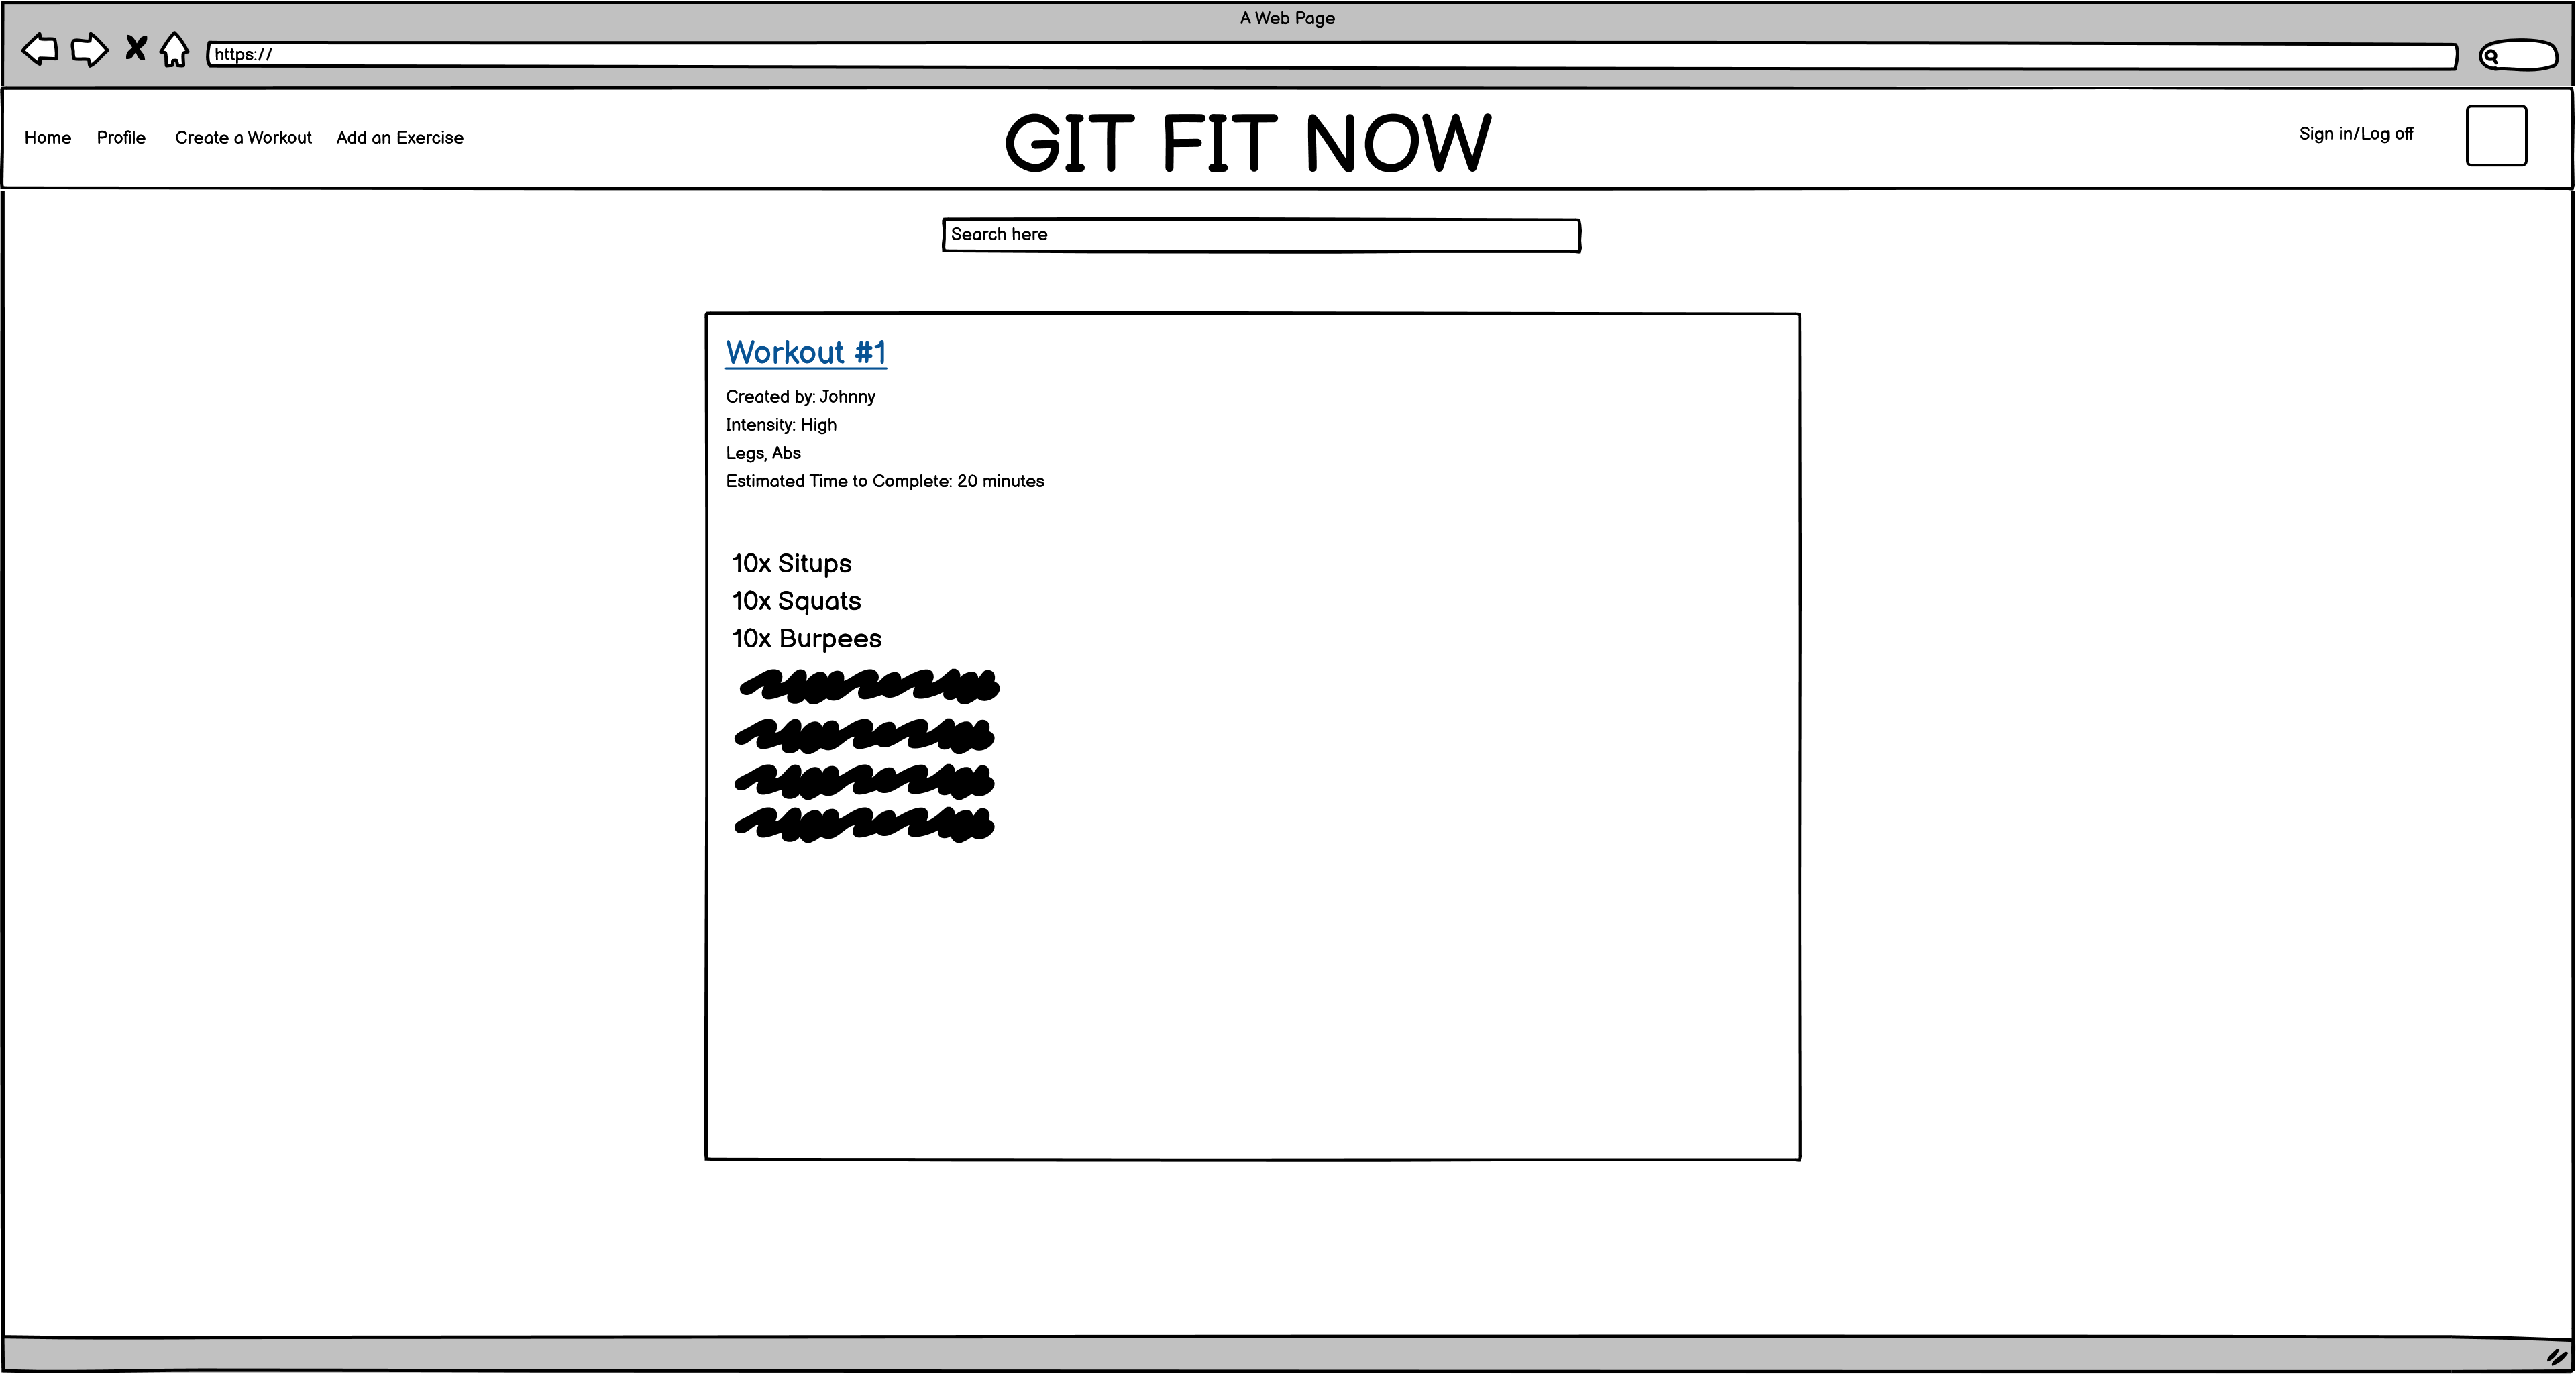 A Web Page
https://
Home Profile Create a Workout Add an Exercise
GIT FIT NOW
Sign in/Log off
Search here
Workout #1
Created by: Johnny
Intensity: High
Legs, Abs
Estimated Time to Complete: 20 minutes
10x Situps
10x Squats
10x Burpees